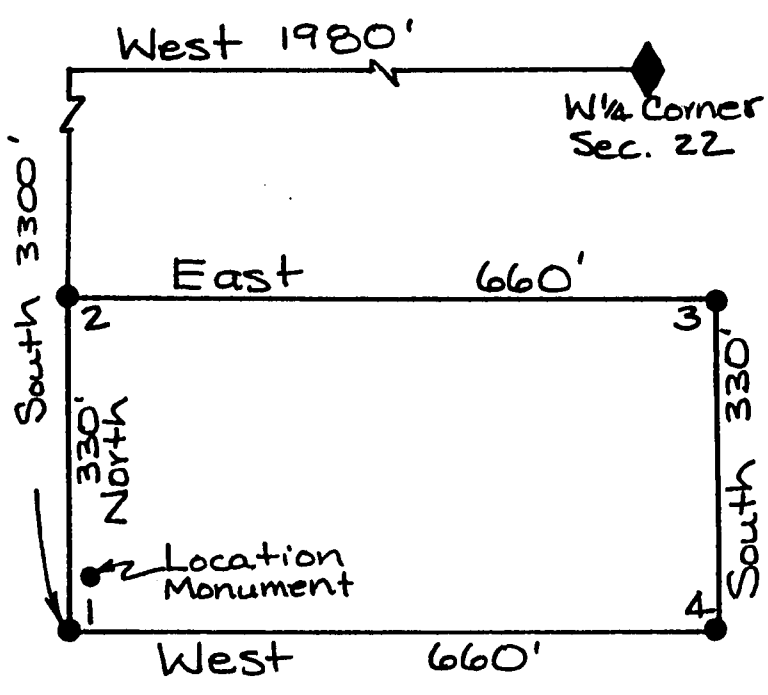 West 1980'
W 1/4 Corner
Sec. 22
South 3300'
East 660'
2
3
330'
North
South 330'
Location
Monument
1
4
West 660'